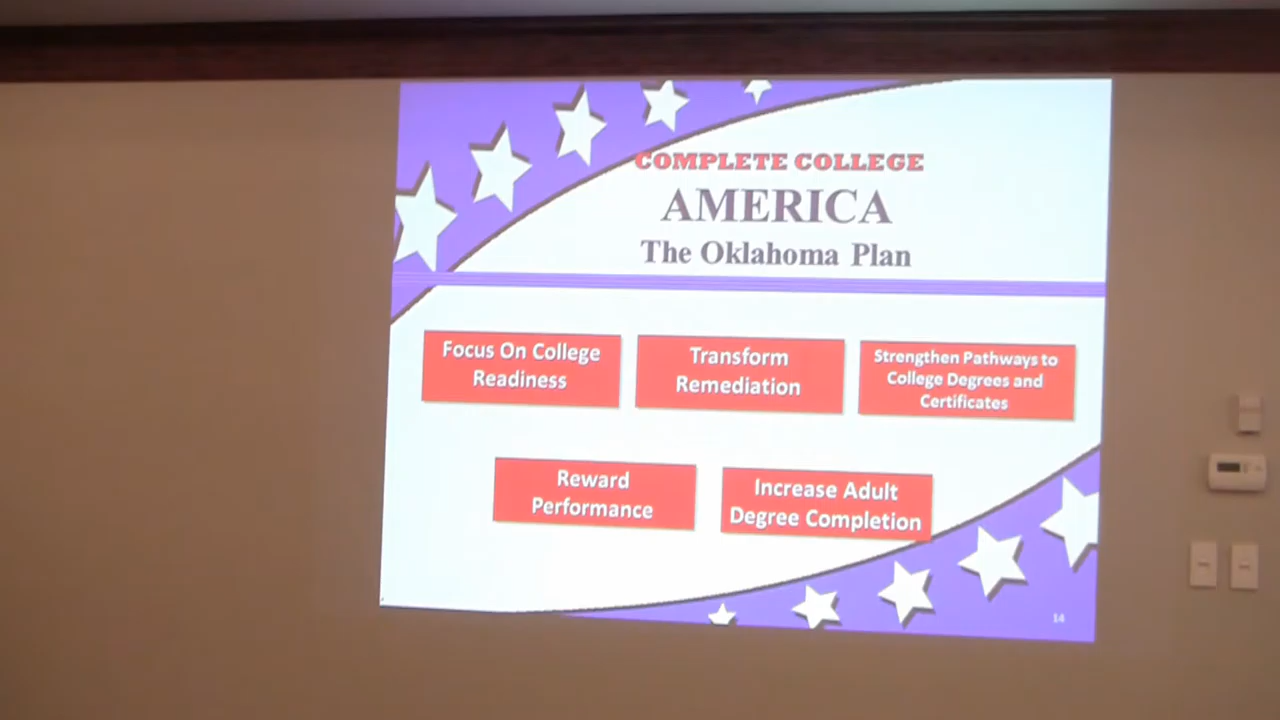 COMPLETE COLLEGE
AMERICA
The Oklahoma Plan
Focus On College
Readiness
Transform
Remediation
Strengthen Pathways to
College Degrees and
Certificates
Reward
Performance
Increase Adult
Degree Completion
14